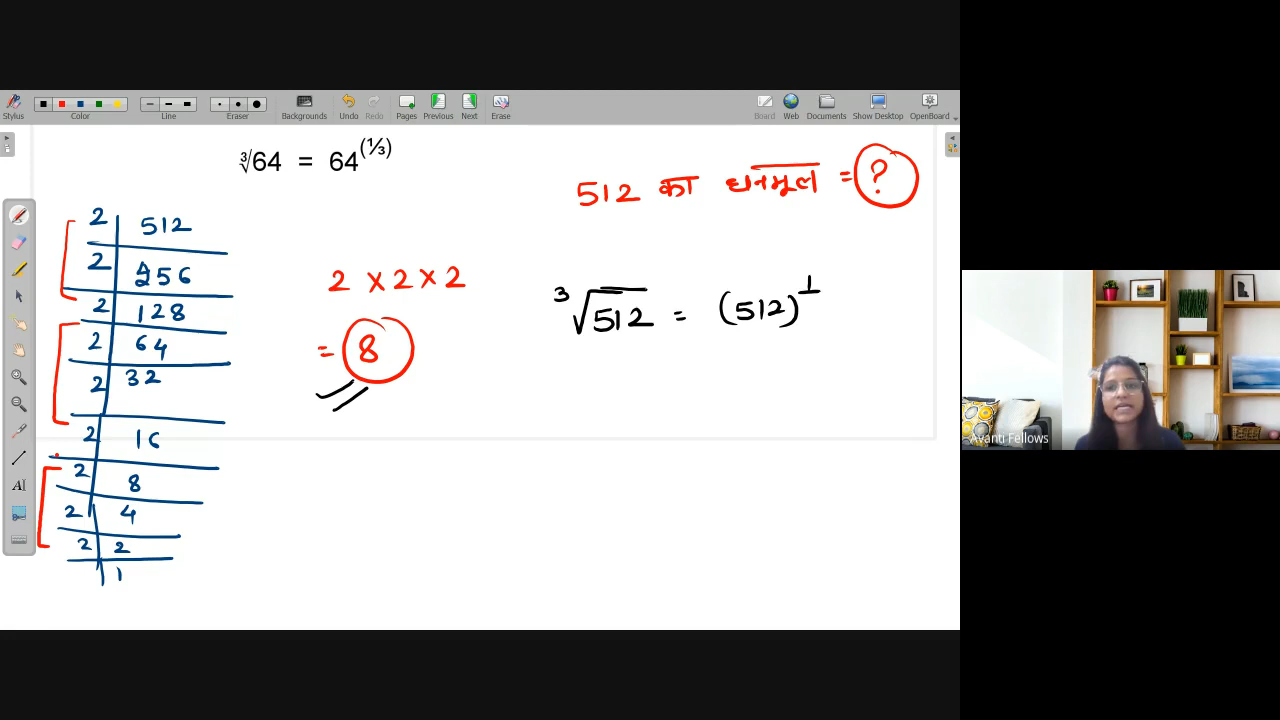 Stylus
Color
Line
Eraser
Backgrounds
Undo
Redo
Pages
Previous
Next
Erase
Board
Web
Documents
Show Desktop
OpenBoard
∛64 = 64^(1/3)
512 का घनमूल = ?
2 | 512
2 | 256
2 | 128
2 | 64
2 | 32
2 | 16
2 | 8
2 | 4
2 | 2
| 1
2 × 2 × 2
= 8
∛512 = (512)^1
Avanti Fellows